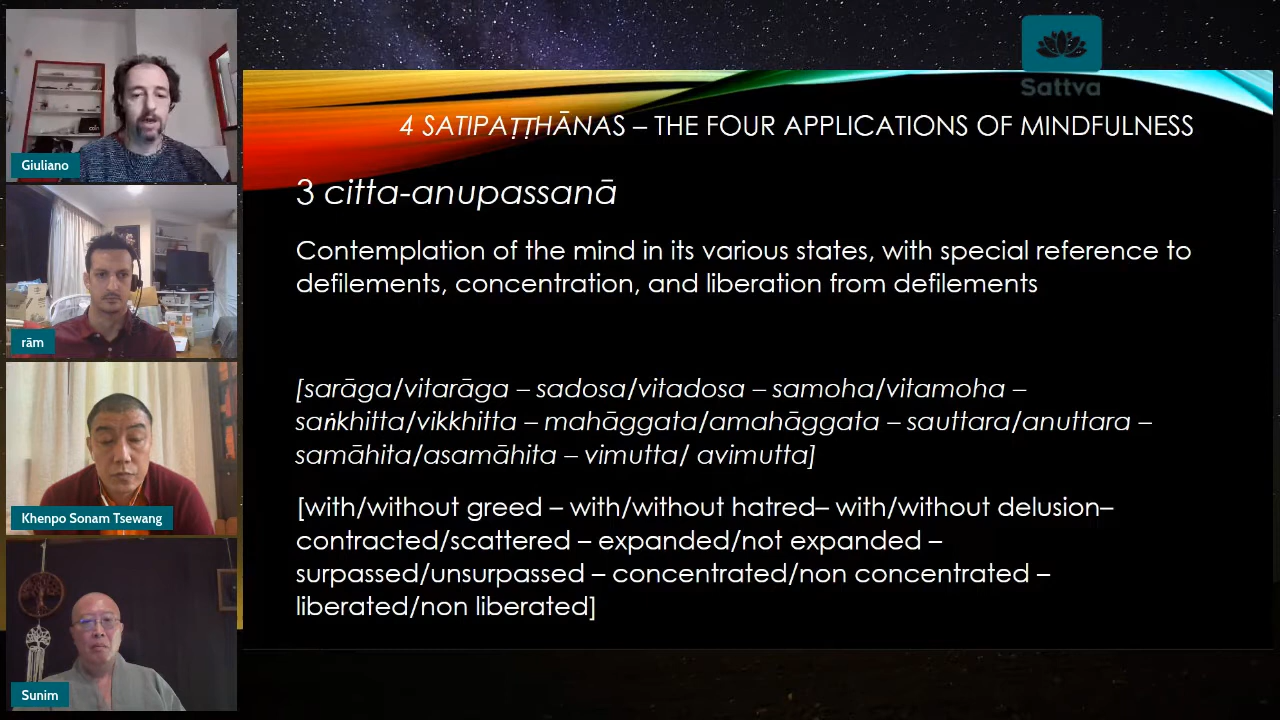 Giuliano
rām
Khenpo Sonam Tsewang
Sunim
Sattva
4 SATIPAṬṬHĀNAS – THE FOUR APPLICATIONS OF MINDFULNESS
3 citta-anupassanā
Contemplation of the mind in its various states, with special reference to
defilements, concentration, and liberation from defilements
[sarāga/vitarāga – sadosa/vitadosa – samoha/vitamoha –
saṅkhitta/vikkhitta – mahāggata/amahāggata – sauttara/anuttara –
samāhita/asamāhita – vimutta/ avimutta]
[with/without greed – with/without hatred– with/without delusion–
contracted/scattered – expanded/not expanded –
surpassed/unsurpassed – concentrated/non concentrated –
liberated/non liberated]